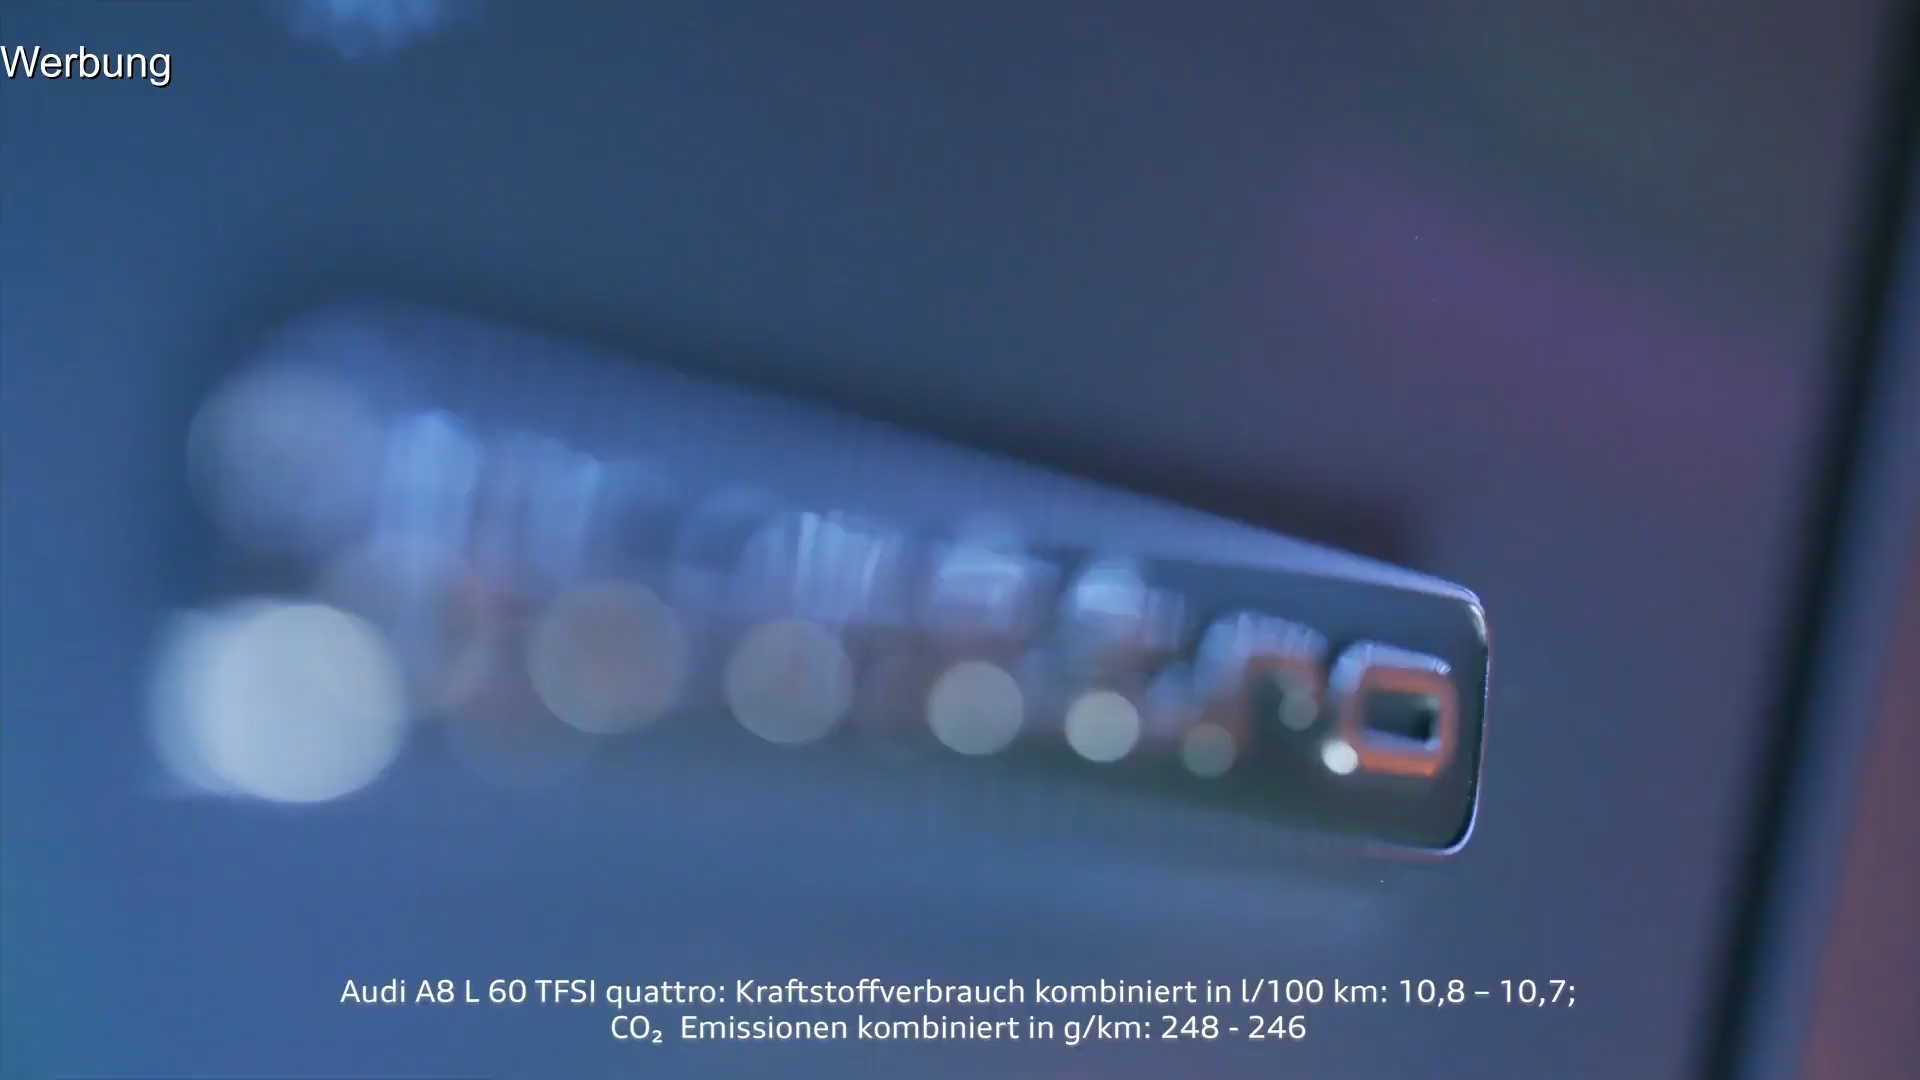 Werbung
Audi A8 L 60 TFSI quattro: Kraftstoffverbrauch kombiniert in l/100 km: 10,8 – 10,7;
CO₂ Emissionen kombiniert in g/km: 248 - 246